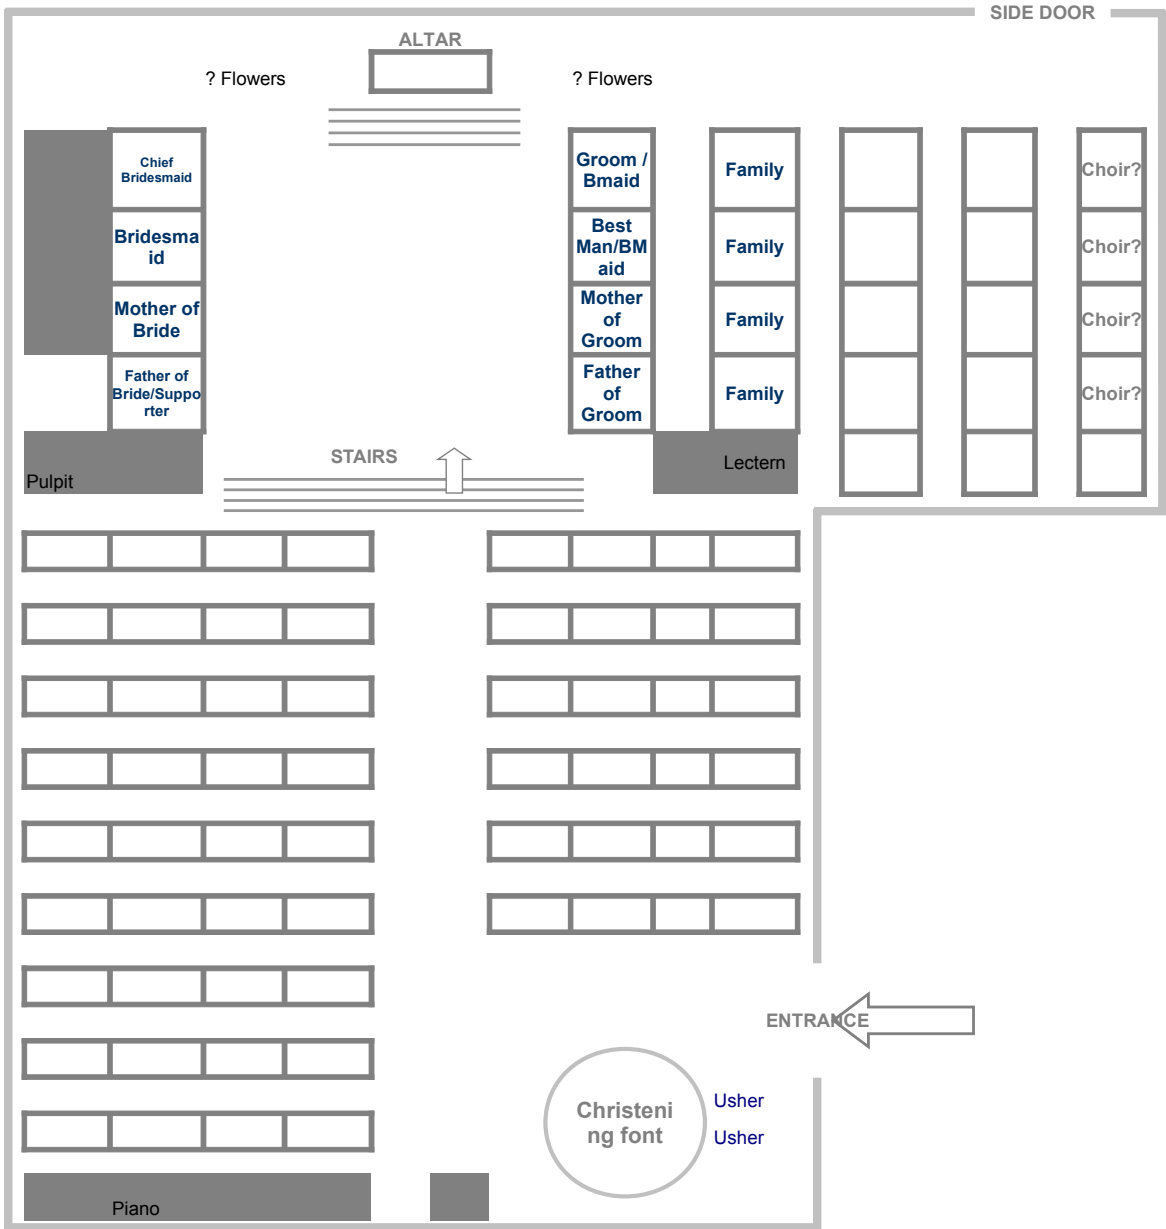 SIDE DOOR
ALTAR
? Flowers
? Flowers
Chief
Bridesmaid
Groom /
Bmaid
Family
Choir?
Bridesma
id
Best
Man/BM
aid
Family
Choir?
Mother of
Bride
Mother
of
Groom
Family
Choir?
Father of
Bride/Suppo
rter
Father
of
Groom
Family
Choir?
STAIRS
Lectern
Pulpit
ENTRANCE
Christeni
ng font
Usher
Usher
Piano